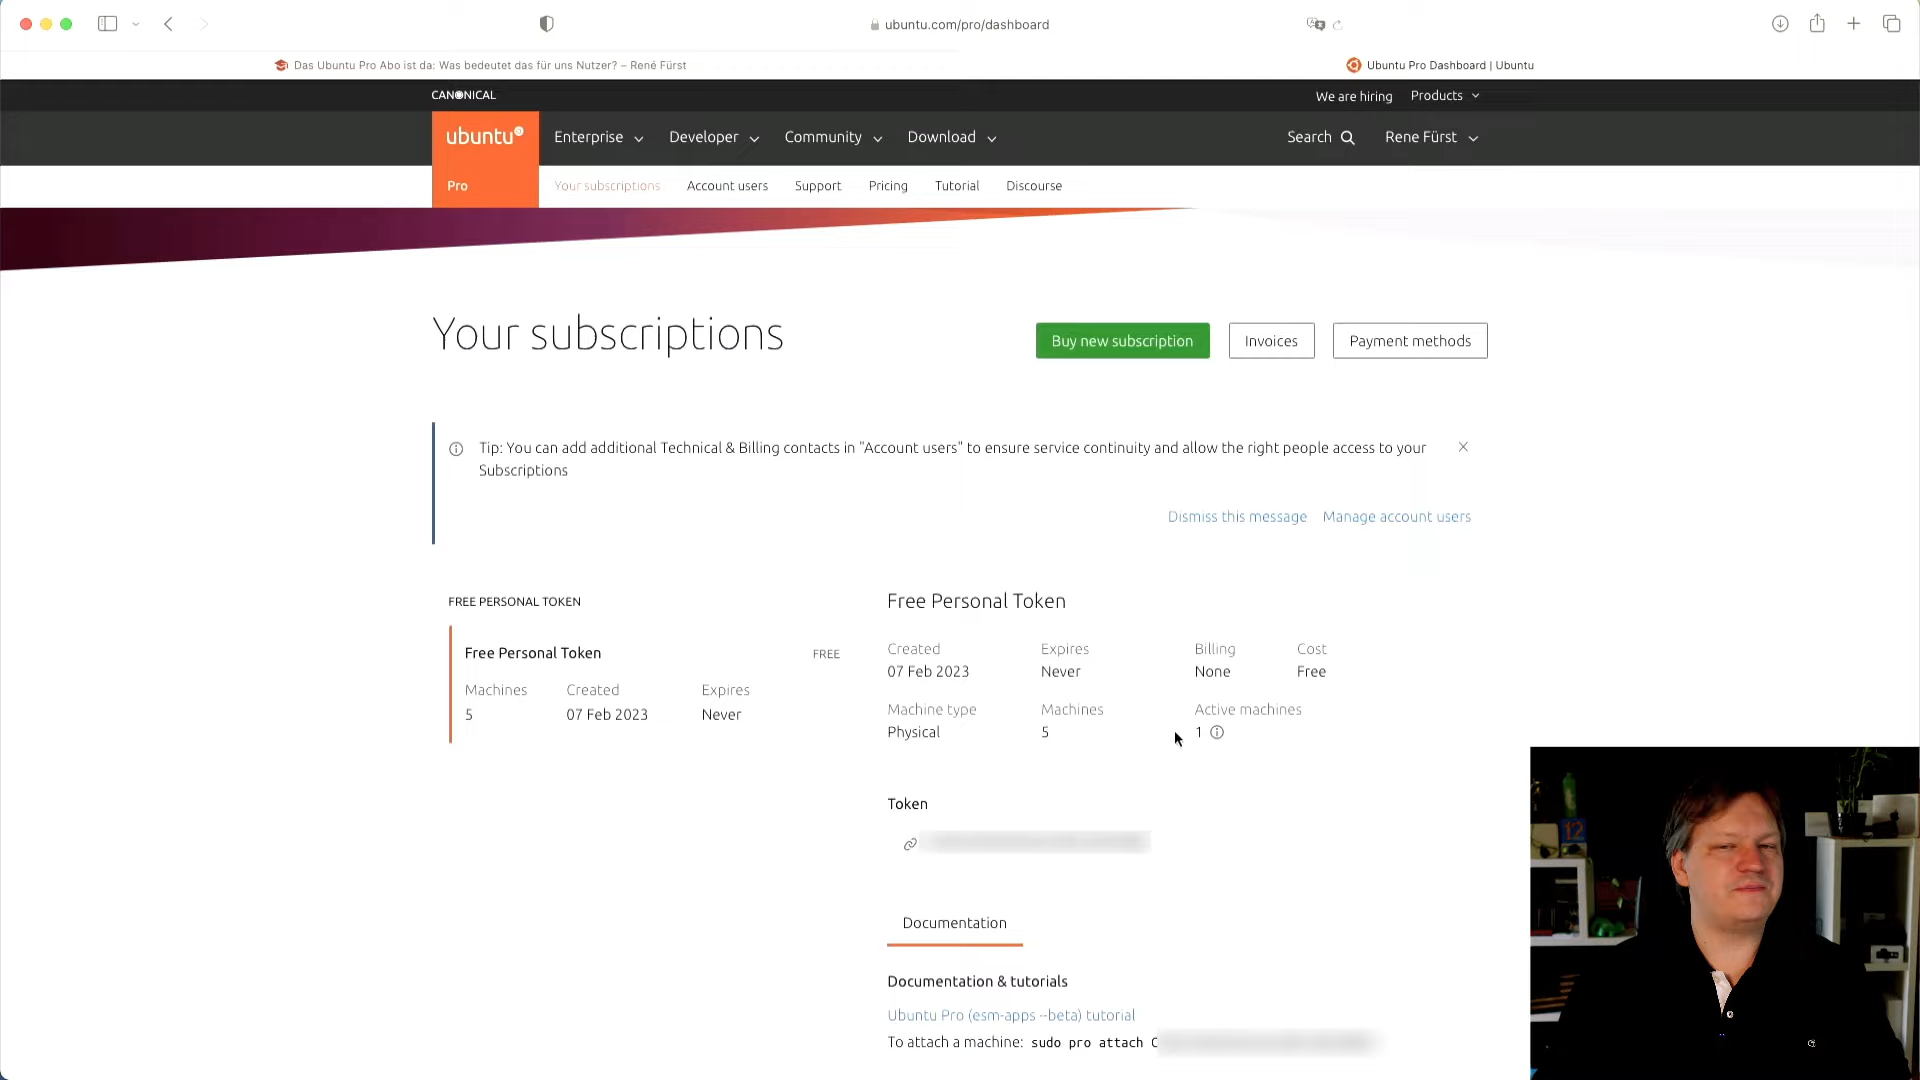 ubuntu.com/pro/dashboard
Das Ubuntu Pro Abo ist da: Was bedeutet das für uns Nutzer? – René Fürst
Ubuntu Pro Dashboard | Ubuntu
CANONICAL
We are hiring
Products
ubuntu
Enterprise
Developer
Community
Download
Search
Rene Fürst
Pro
Your subscriptions
Account users
Support
Pricing
Tutorial
Discourse
Your subscriptions
Buy new subscription
Invoices
Payment methods
Tip: You can add additional Technical & Billing contacts in "Account users" to ensure service continuity and allow the right people access to your
Subscriptions
Dismiss this message
Manage account users
FREE PERSONAL TOKEN
Free Personal Token
FREE
Machines Created Expires
5 07 Feb 2023 Never
Free Personal Token
Created Expires Billing Cost
07 Feb 2023 Never None Free
Machine type Machines Active machines
Physical 5 1
Token
Documentation
Documentation & tutorials
Ubuntu Pro (esm-apps --beta) tutorial
To attach a machine: sudo pro attach C
12